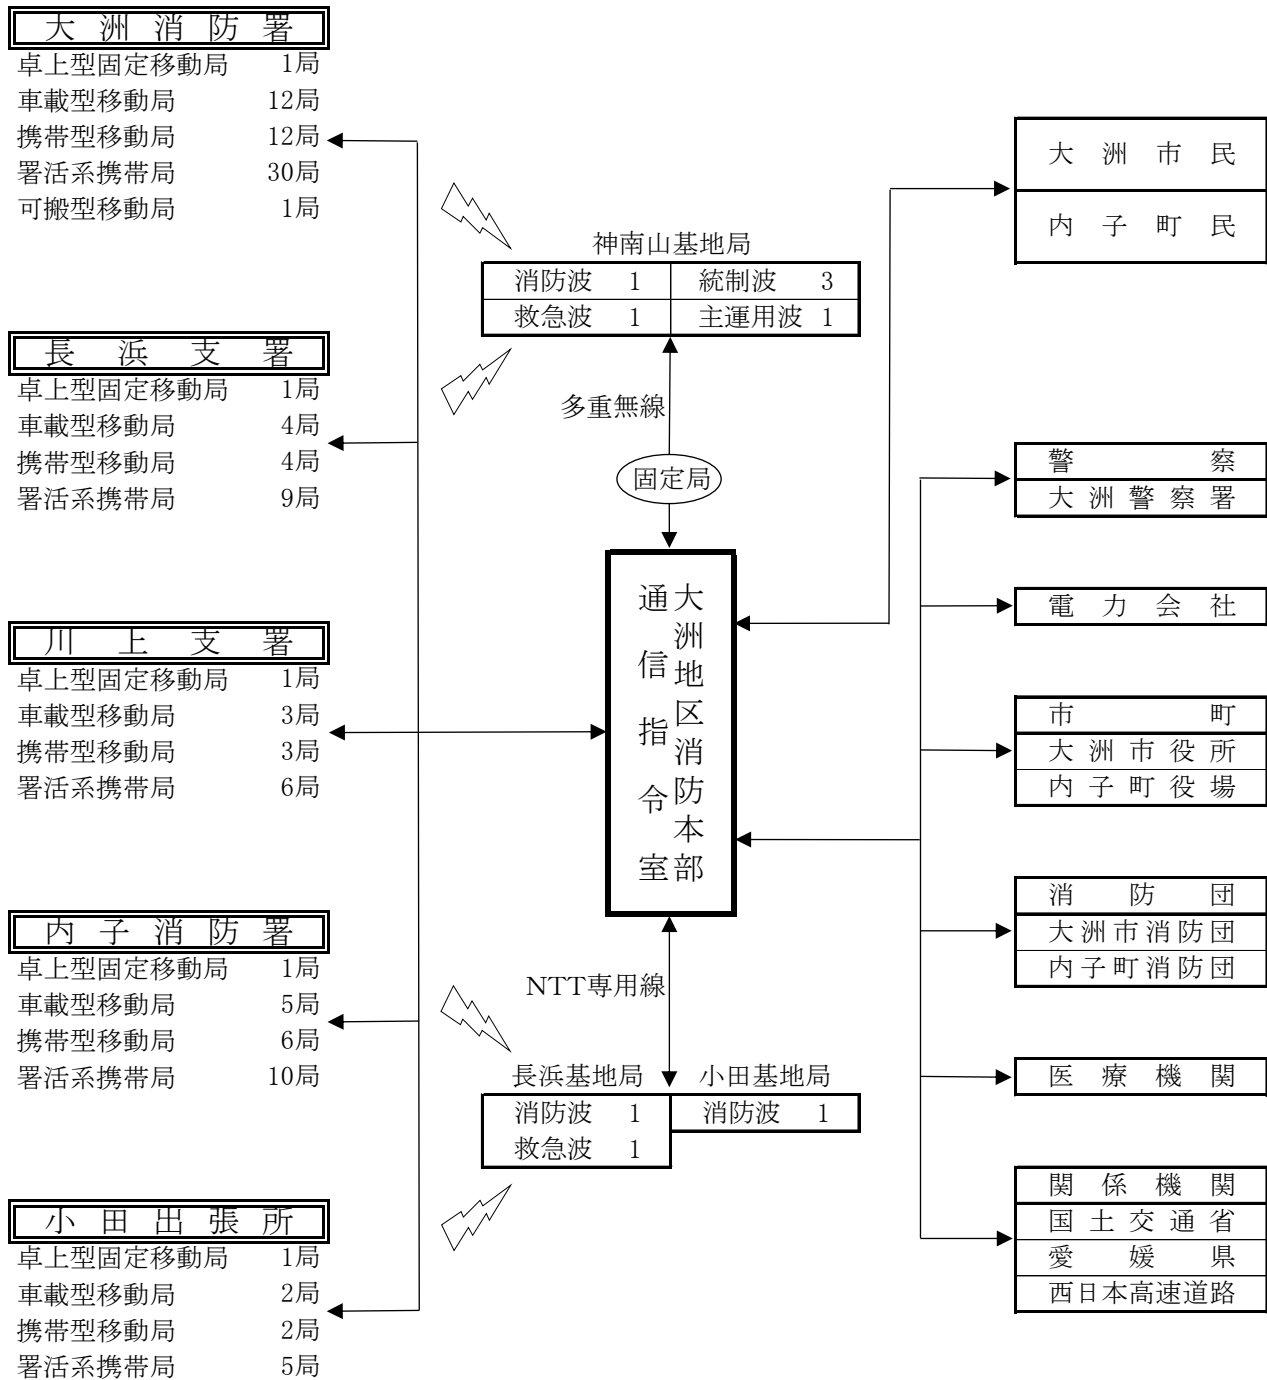 大洲消防署
卓上型固定移動局 1局
車載型移動局 12局
携帯型移動局 12局
署活系携帯局 30局
可搬型移動局 1局
長浜支署
卓上型固定移動局 1局
車載型移動局 4局
携帯型移動局 4局
署活系携帯局 9局
川上支署
卓上型固定移動局 1局
車載型移動局 3局
携帯型移動局 3局
署活系携帯局 6局
内子消防署
卓上型固定移動局 1局
車載型移動局 5局
携帯型移動局 6局
署活系携帯局 10局
小田出張所
卓上型固定移動局 1局
車載型移動局 2局
携帯型移動局 2局
署活系携帯局 5局
神南山基地局
消防波 1 統制波 3
救急波 1 主運用波 1
多重無線
固定局
大洲地区消防本部
通信指令室
NTT専用線
長浜基地局 小田基地局
消防波 1 消防波 1
救急波 1
大洲市民
内子町民
警察
大洲警察署
電力会社
市町
大洲市役所
内子町役場
消防団
大洲市消防団
内子町消防団
医療機関
関係機関
国土交通省
愛媛県
西日本高速道路